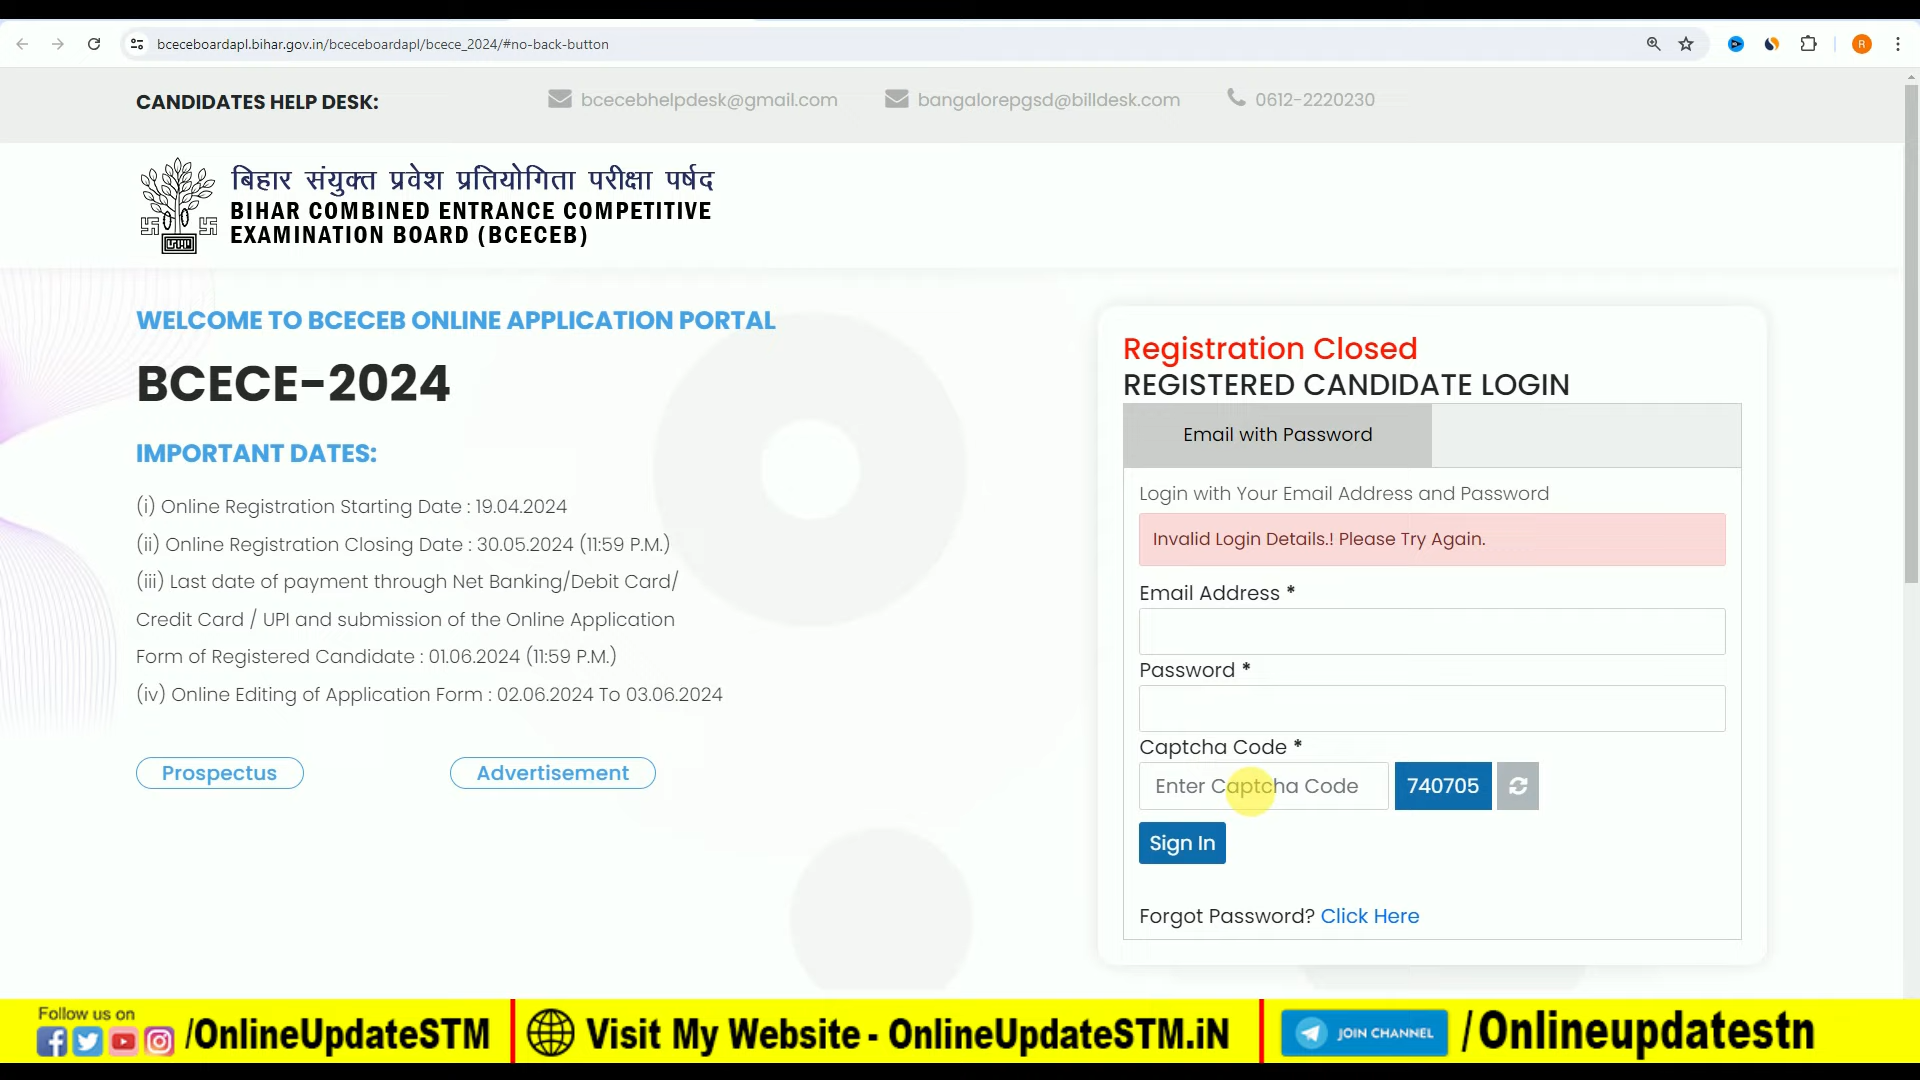 bceceboardapl.bihar.gov.in/bceceboardapl/bcece_2024/#no-back-button
R
CANDIDATES HELP DESK:
bcecebhelpdesk@gmail.com
bangalorepgsd@billdesk.com
0612-2220230
बिहार संयुक्त प्रवेश प्रतियोगिता परीक्षा पर्षद
BIHAR COMBINED ENTRANCE COMPETITIVE
EXAMINATION BOARD (BCECEB)
WELCOME TO BCECEB ONLINE APPLICATION PORTAL
BCECE-2024
IMPORTANT DATES:
(i) Online Registration Starting Date : 19.04.2024
(ii) Online Registration Closing Date : 30.05.2024 (11:59 P.M.)
(iii) Last date of payment through Net Banking/Debit Card/
Credit Card / UPI and submission of the Online Application
Form of Registered Candidate : 01.06.2024 (11:59 P.M.)
(iv) Online Editing of Application Form : 02.06.2024 To 03.06.2024
Prospectus
Advertisement
Registration Closed
REGISTERED CANDIDATE LOGIN
Email with Password
Login with Your Email Address and Password
Invalid Login Details.! Please Try Again.
Email Address *
Password *
Captcha Code *
Enter Captcha Code
740705
Sign In
Forgot Password? Click Here
Follow us on
/OnlineUpdateSTM
Visit My Website - OnlineUpdateSTM.iN
JOIN CHANNEL
/Onlineupdatestn